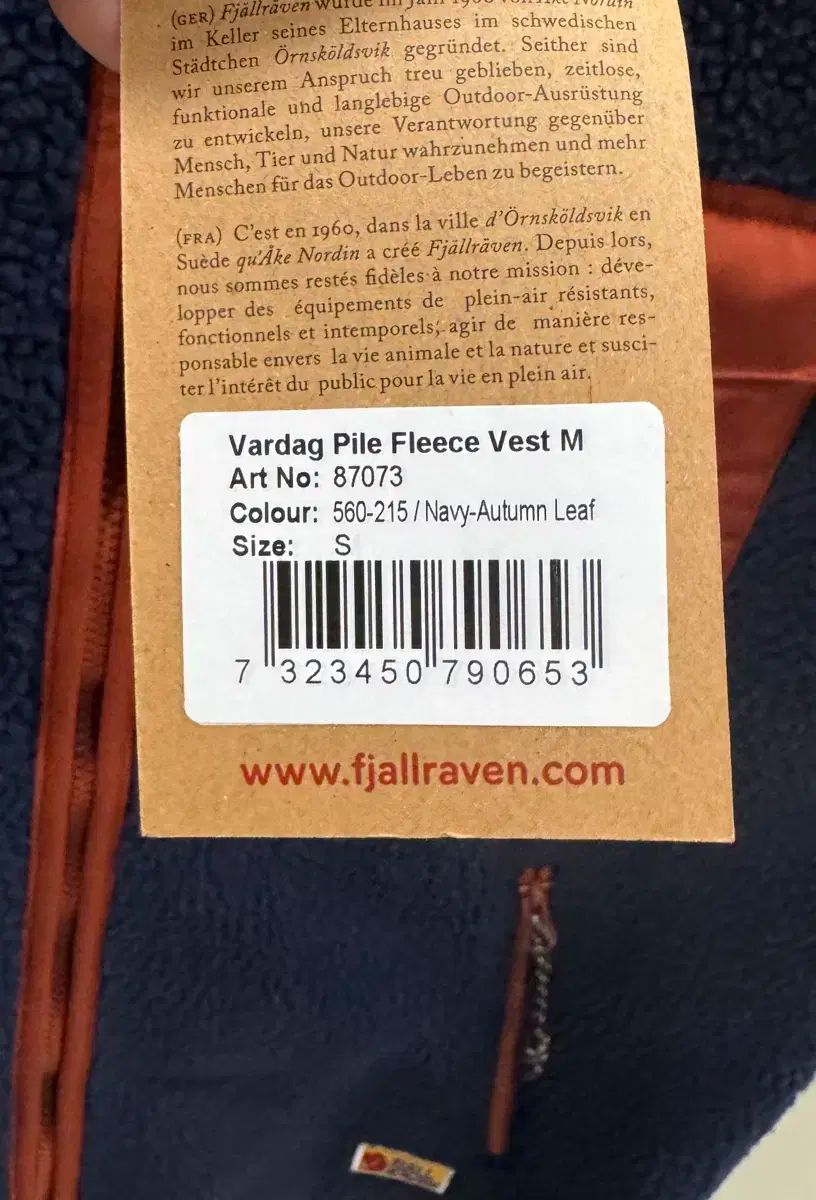 (GER) Fjällräven wurde im Jahr 1960 von Åke Nordin
im Keller seines Elternhauses im schwedischen
Städtchen Örnsköldsvik gegründet. Seither sind
wir unserem Anspruch treu geblieben, zeitlose,
funktionale und langlebige Outdoor-Ausrüstung
zu entwickeln, unsere Verantwortung gegenüber
Mensch, Tier und Natur wahrzunehmen und mehr
Menschen für das Outdoor-Leben zu begeistern.
(FRA) C'est en 1960, dans la ville d'Örnsköldsvik en
Suède qu'Åke Nordin a créé Fjällräven. Depuis lors,
nous sommes restés fidèles à notre mission : déve-
lopper des équipements de plein-air résistants,
fonctionnels et intemporels, agir de manière res-
ponsable envers la vie animale et la nature et susci-
ter l'intérêt du public pour la vie en plein air.
Vardag Pile Fleece Vest M
Art No: 87073
Colour: 560-215 / Navy-Autumn Leaf
Size: S
7 323450 790653
www.fjallraven.com